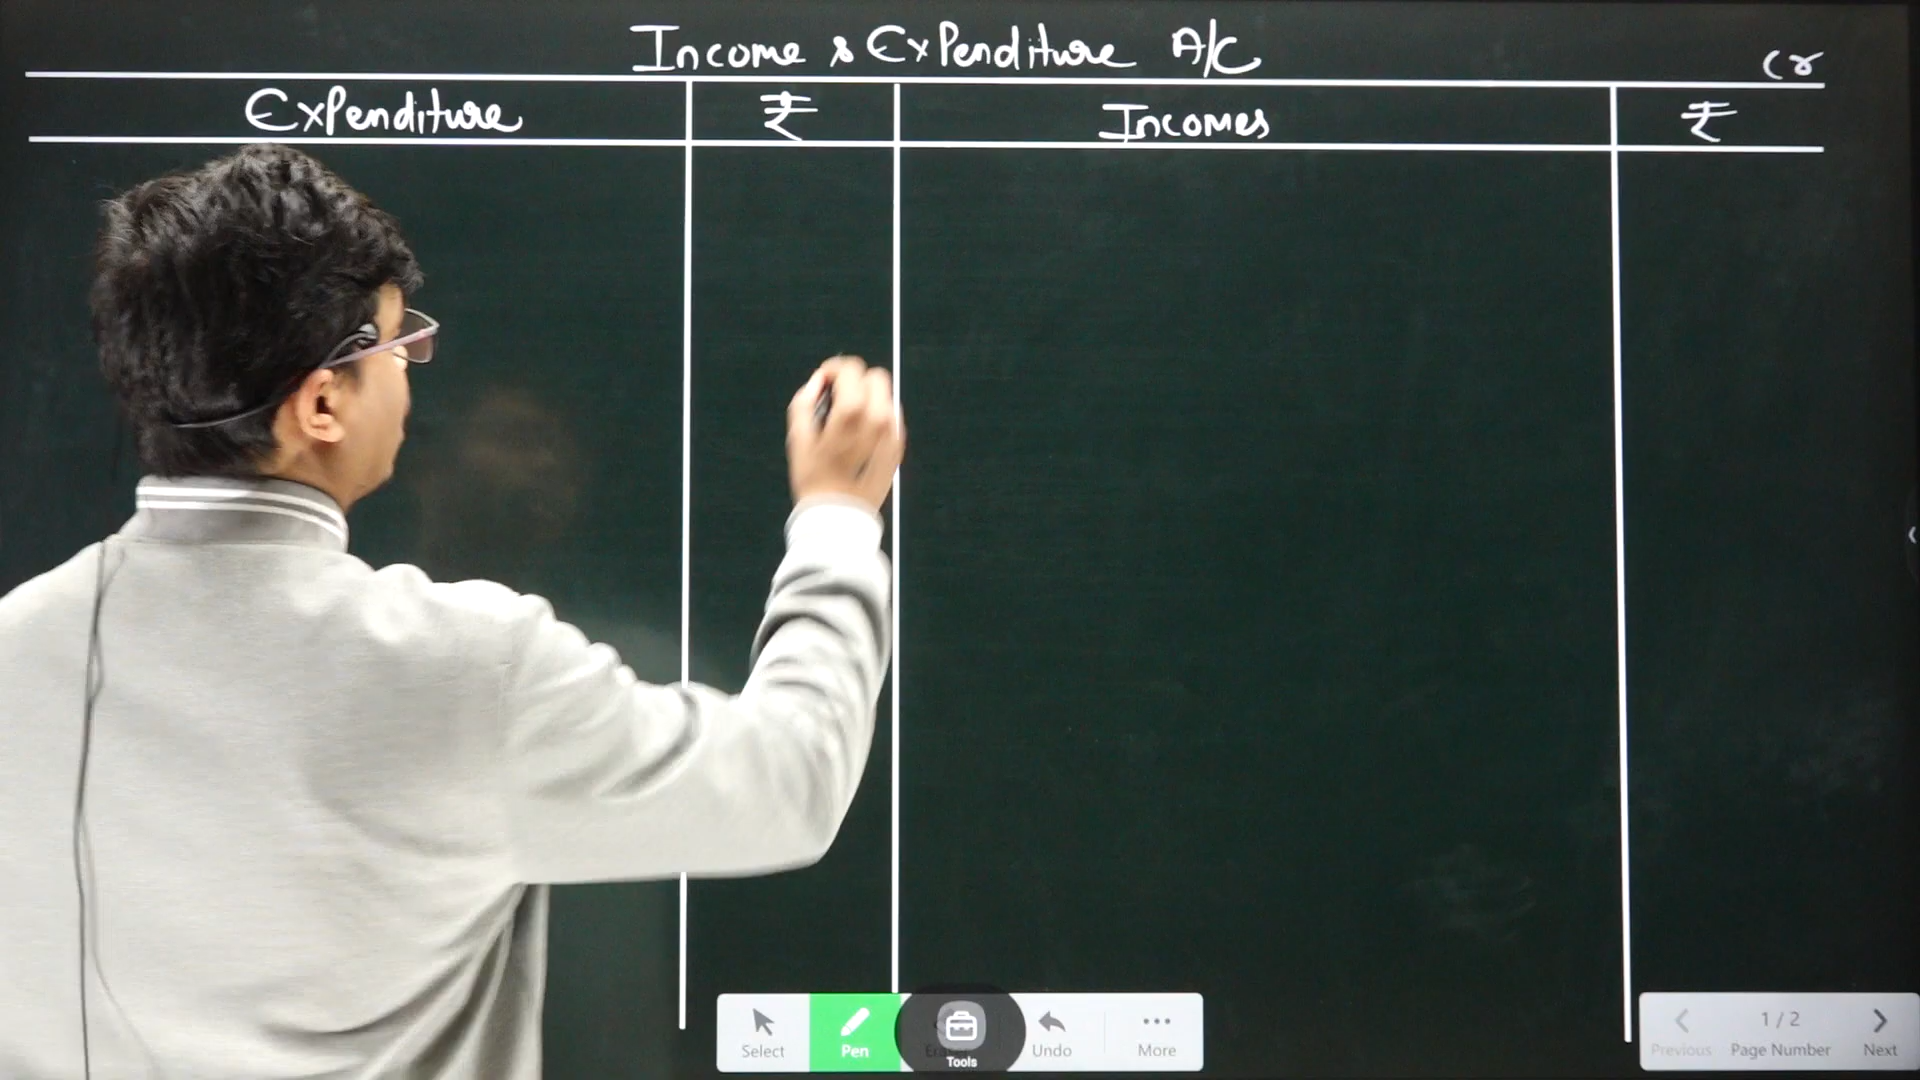 Income & Expenditure A/C
Cr
Expenditure ₹ Incomes ₹
Select Pen Tools Undo More
Previous 1 / 2 Page Number Next